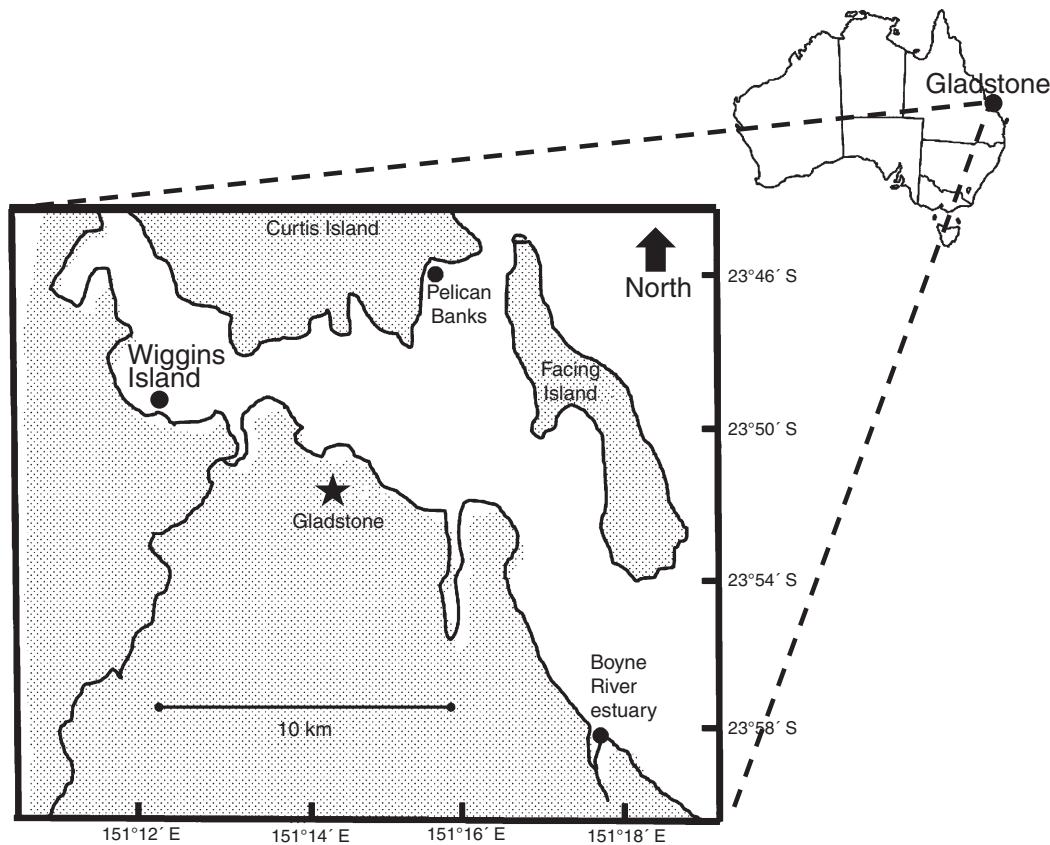 Gladstone
Curtis Island
North
Pelican
Banks
Wiggins
Island
Facing
Island
Gladstone
Boyne
River
estuary
10 km
23°46´ S
23°50´ S
23°54´ S
23°58´ S
151°12´ E
151°14´ E
151°16´ E
151°18´ E